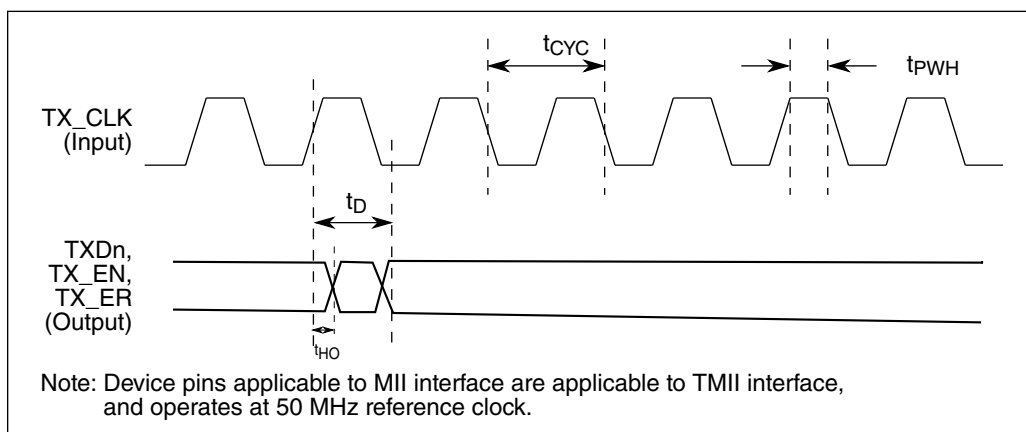 tCYC
tPWH
TX_CLK
(Input)
tD
TXDn,
TX_EN,
TX_ER
(Output)
tHO
Note: Device pins applicable to MII interface are applicable to TMII interface,
and operates at 50 MHz reference clock.